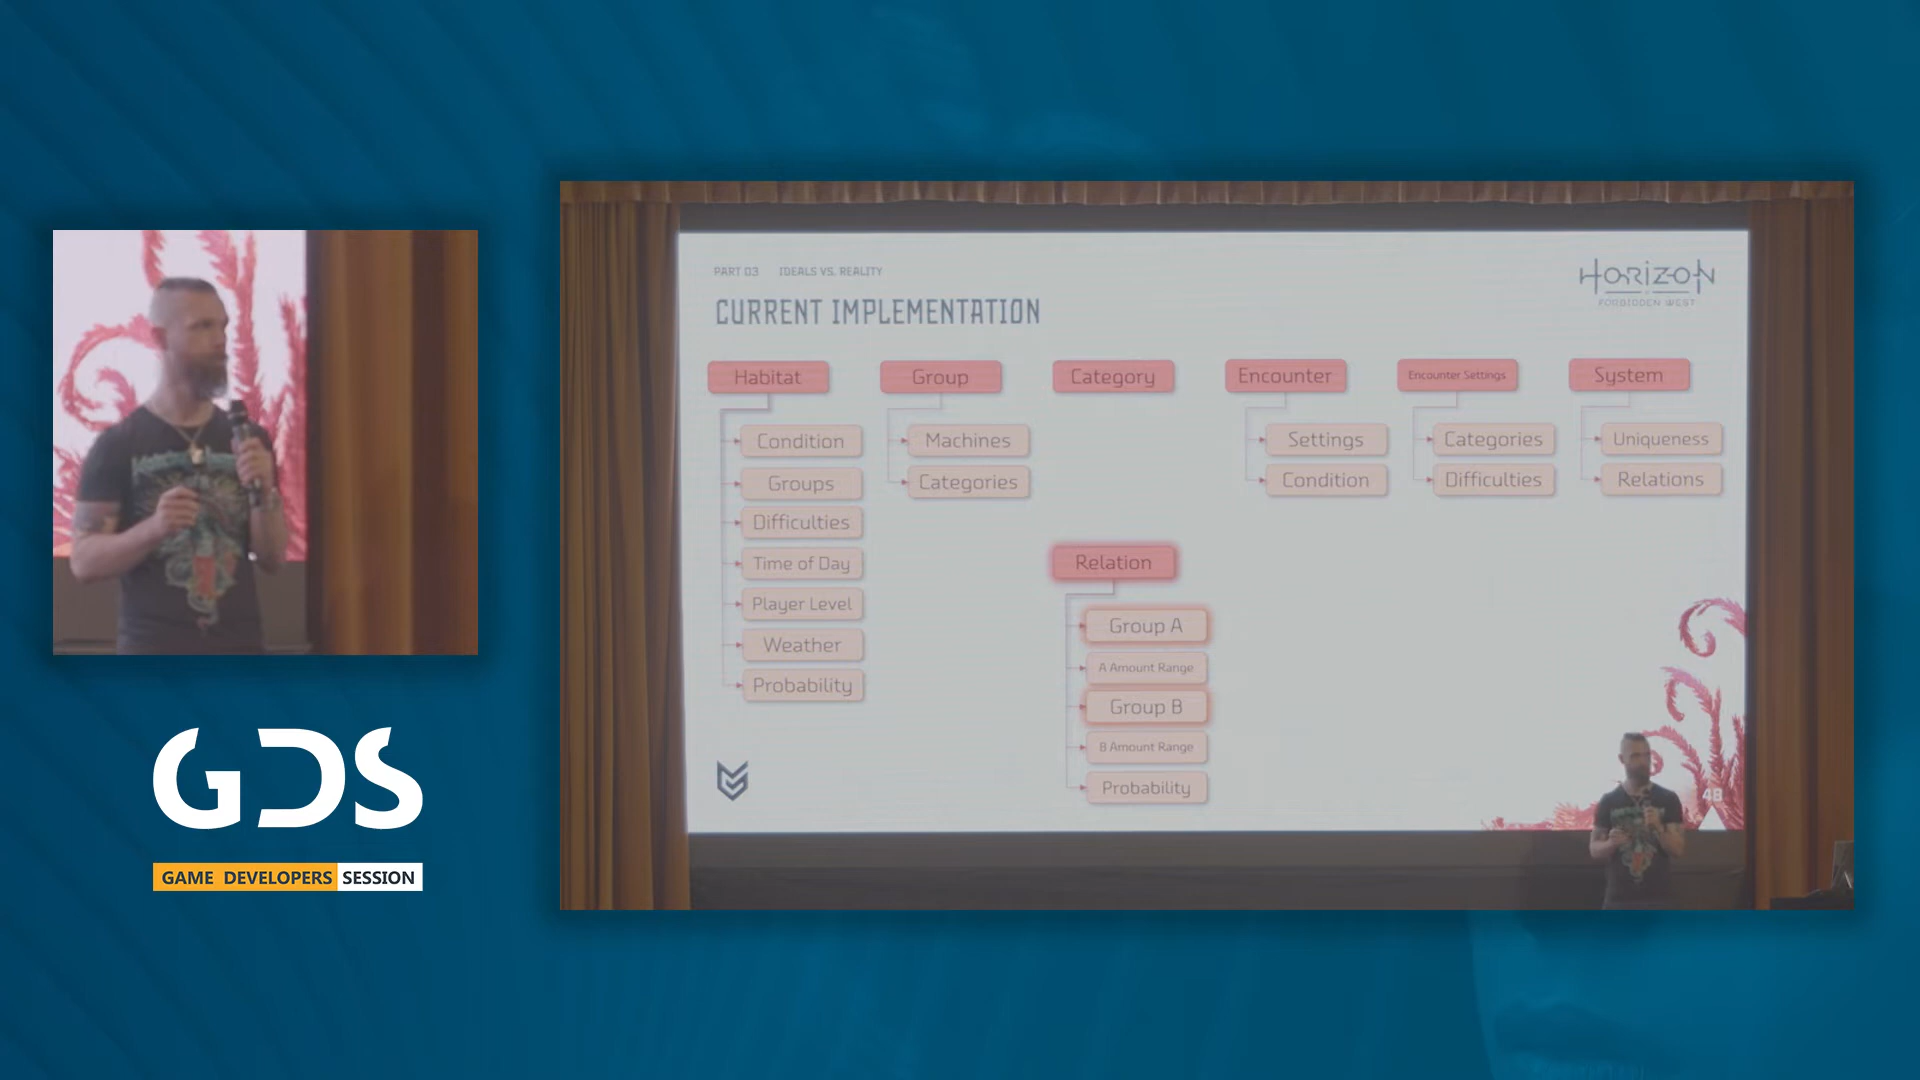 PART 03 IDEALS VS. REALITY
CURRENT IMPLEMENTATION
HORIZON
FORBIDDEN WEST
Habitat
Condition
Groups
Difficulties
Time of Day
Player Level
Weather
Probability
Group
Machines
Categories
Category
Encounter
Settings
Condition
Encounter Settings
Categories
Difficulties
System
Uniqueness
Relations
Relation
Group A
A Amount Range
Group B
B Amount Range
Probability
48
GDS
GAME DEVELOPERS SESSION